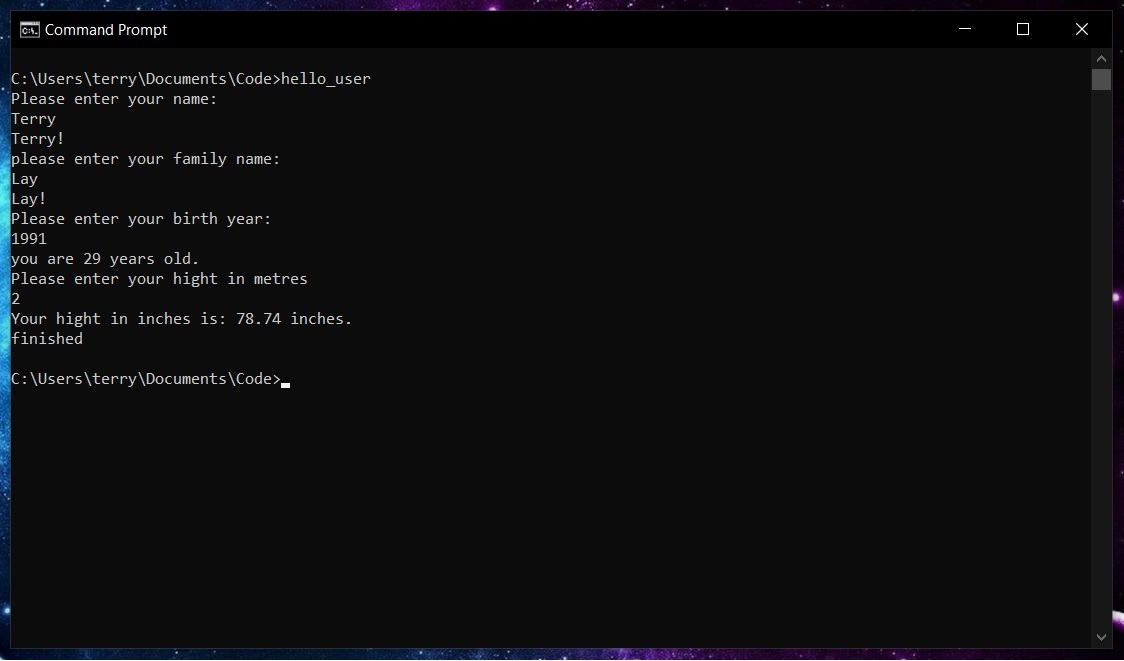 Command Prompt
C:\Users\terry\Documents\Code>hello_user
Please enter your name:
Terry
Terry!
please enter your family name:
Lay
Lay!
Please enter your birth year:
1991
you are 29 years old.
Please enter your hight in metres
2
Your hight in inches is: 78.74 inches.
finished
C:\Users\terry\Documents\Code>